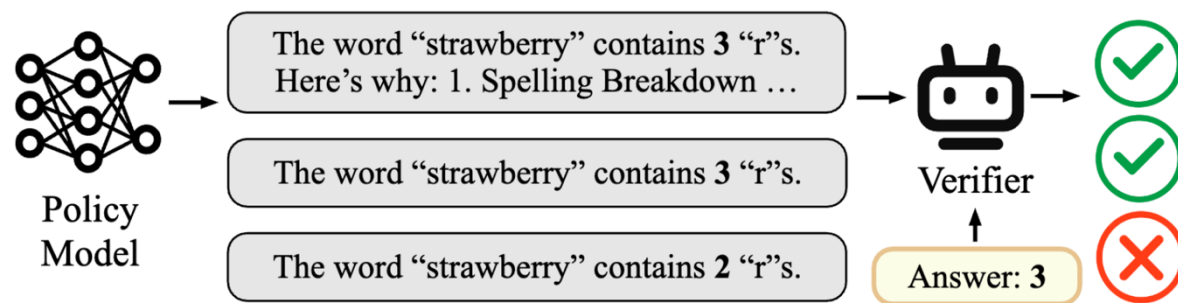 The word “strawberry” contains 3 “r”s.
Here’s why: 1. Spelling Breakdown …
The word “strawberry” contains 3 “r”s.
The word “strawberry” contains 2 “r”s.
Policy
Model
Verifier
Answer: 3